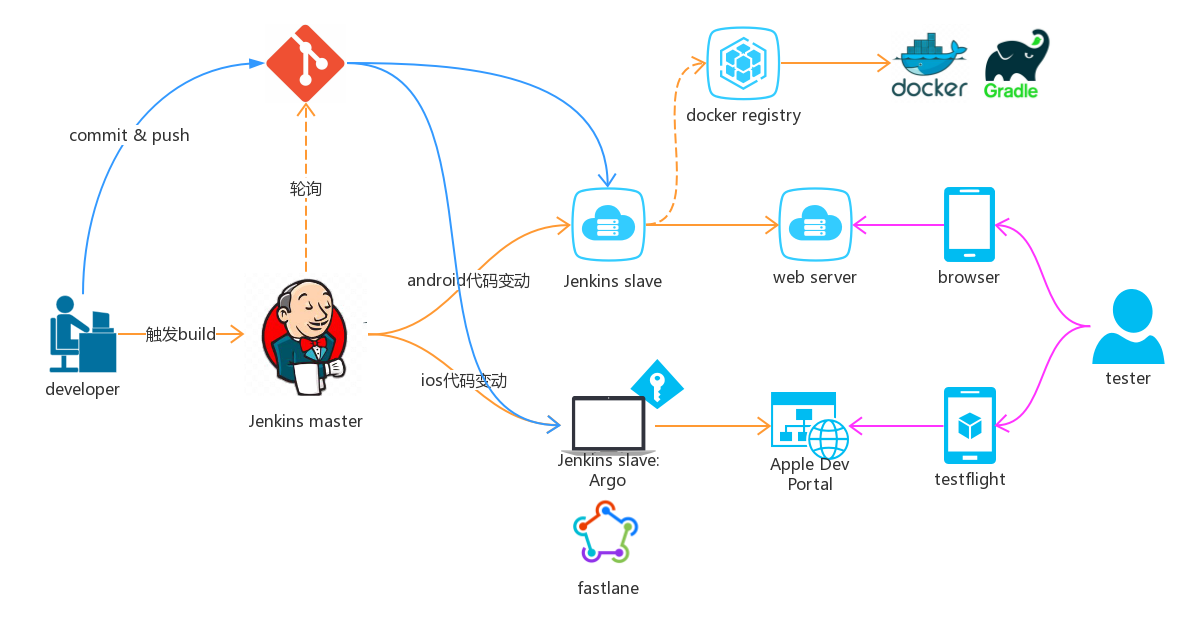 docker
Gradle
docker registry
commit & push
轮询
android代码变动
Jenkins slave
web server
browser
触发build
developer
Jenkins master
ios代码变动
tester
Jenkins slave:
Argo
Apple Dev
Portal
testflight
fastlane